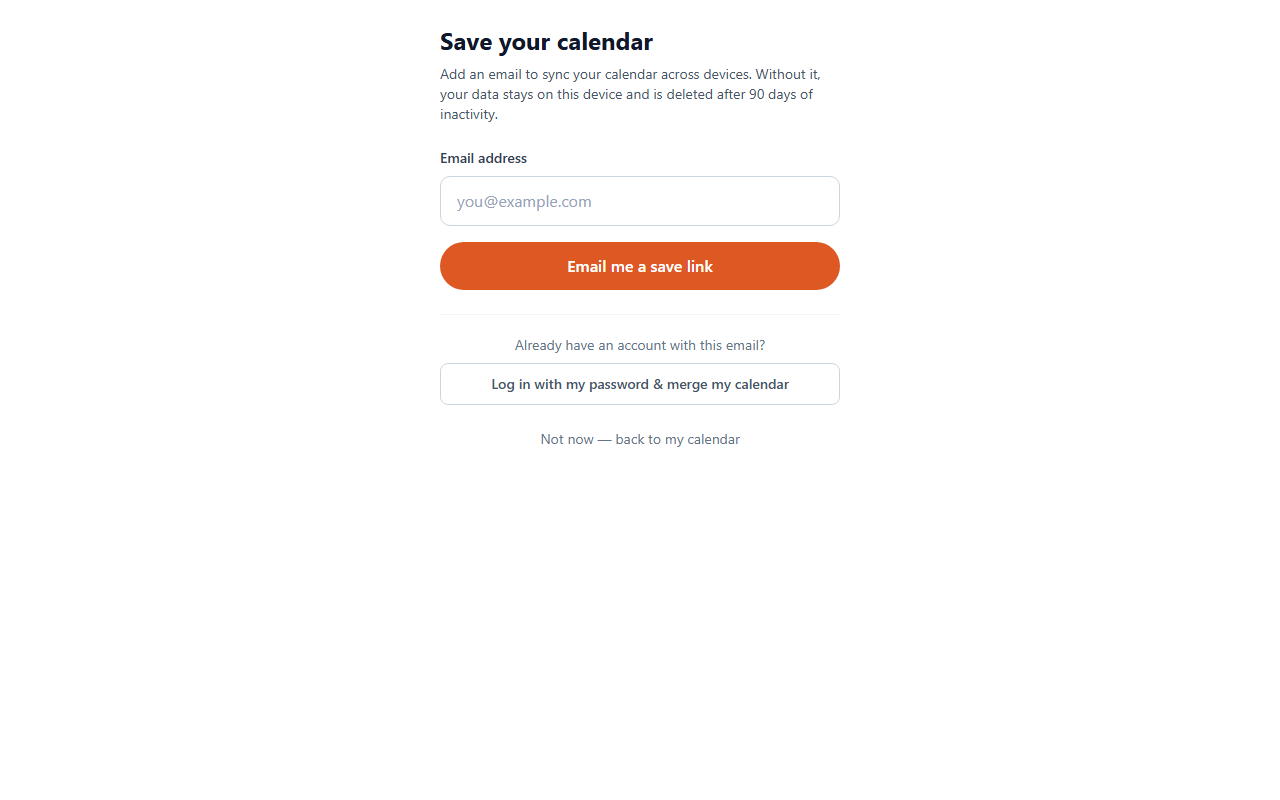 Save your calendar
Add an email to sync your calendar across devices. Without it,
your data stays on this device and is deleted after 90 days of
inactivity.
Email address
you@example.com
Email me a save link
Already have an account with this email?
Log in with my password & merge my calendar
Not now — back to my calendar